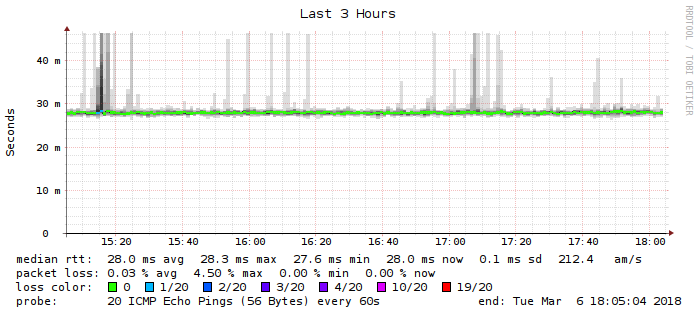 Last 3 Hours
RRDTOOL / TOBI OETIKER
Seconds
40 m
30 m
20 m
10 m
0
15:20 15:40 16:00 16:20 16:40 17:00 17:20 17:40 18:00
median rtt: 28.0 ms avg 28.3 ms max 27.6 ms min 28.0 ms now 0.1 ms sd 212.4 am/s
packet loss: 0.03 % avg 4.50 % max 0.00 % min 0.00 % now
loss color: 0 1/20 2/20 3/20 4/20 10/20 19/20
probe: 20 ICMP Echo Pings (56 Bytes) every 60s end: Tue Mar 6 18:05:04 2018